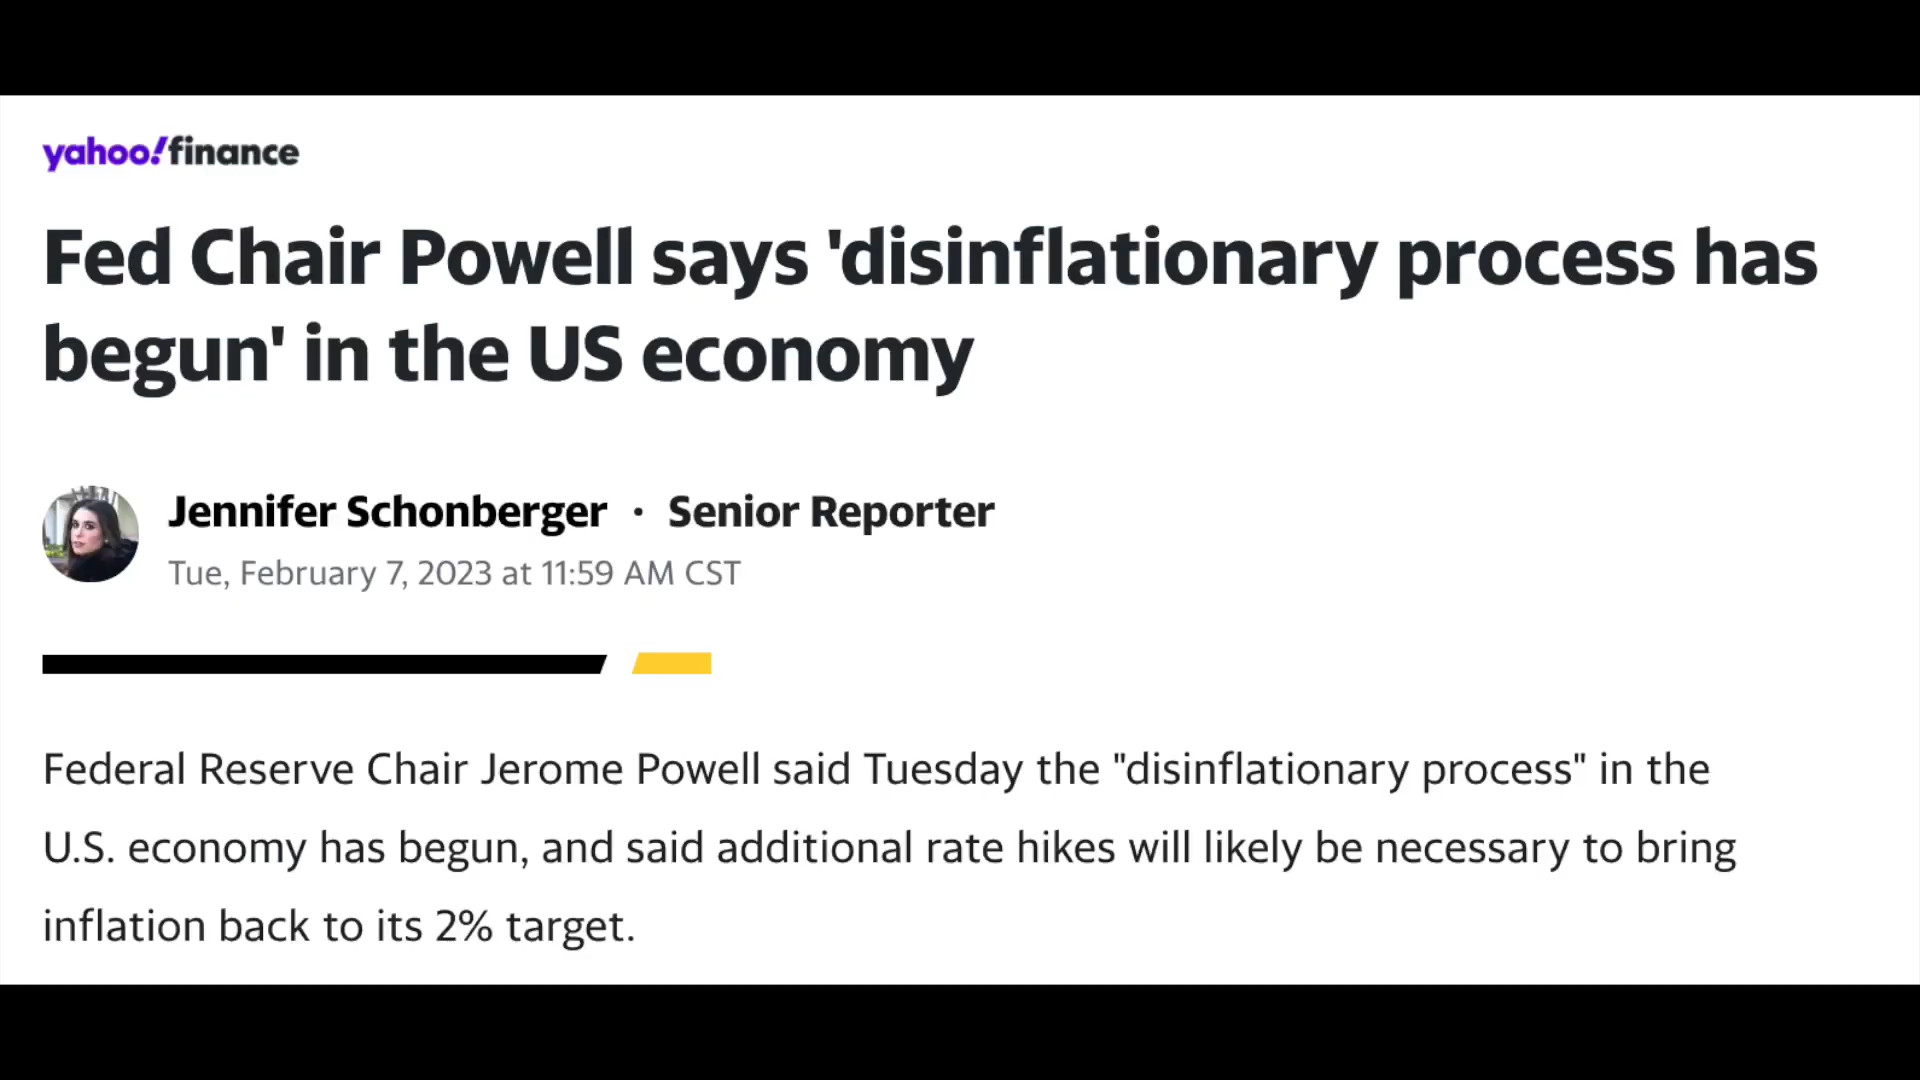 yahoo!finance
Fed Chair Powell says 'disinflationary process has
begun' in the US economy
Jennifer Schonberger · Senior Reporter
Tue, February 7, 2023 at 11:59 AM CST
Federal Reserve Chair Jerome Powell said Tuesday the "disinflationary process" in the
U.S. economy has begun, and said additional rate hikes will likely be necessary to bring
inflation back to its 2% target.